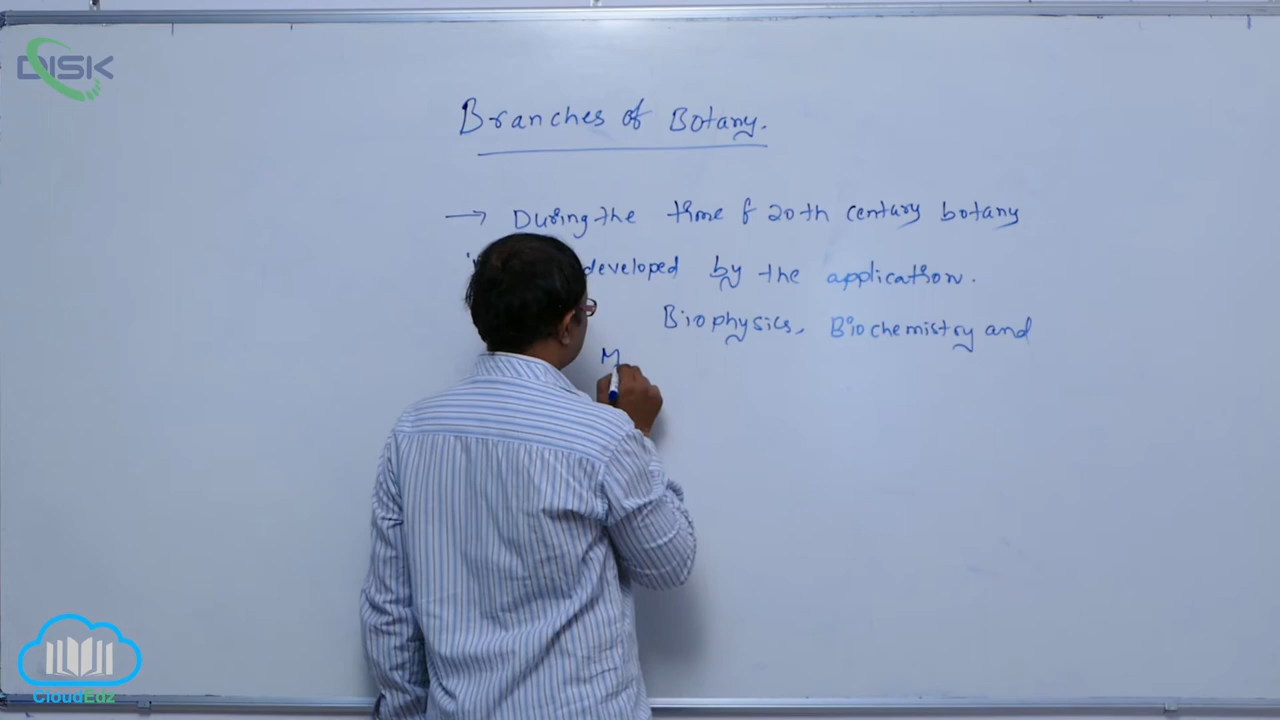 DISK
Branches of Botany.
→ During the time of 20th century botany
developed by the application.
Biophysics, Biochemistry and
M
CloudEdz